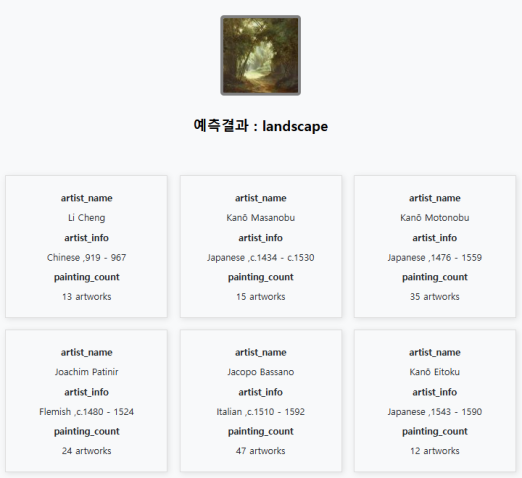 예측결과 : landscape
artist_name
Li Cheng
artist_info
Chinese ,919 - 967
painting_count
13 artworks
artist_name
Kanō Masanobu
artist_info
Japanese ,c.1434 - c.1530
painting_count
15 artworks
artist_name
Kanō Motonobu
artist_info
Japanese ,1476 - 1559
painting_count
35 artworks
artist_name
Joachim Patinir
artist_info
Flemish ,c.1480 - 1524
painting_count
24 artworks
artist_name
Jacopo Bassano
artist_info
Italian ,c.1510 - 1592
painting_count
47 artworks
artist_name
Kanō Eitoku
artist_info
Japanese ,1543 - 1590
painting_count
12 artworks